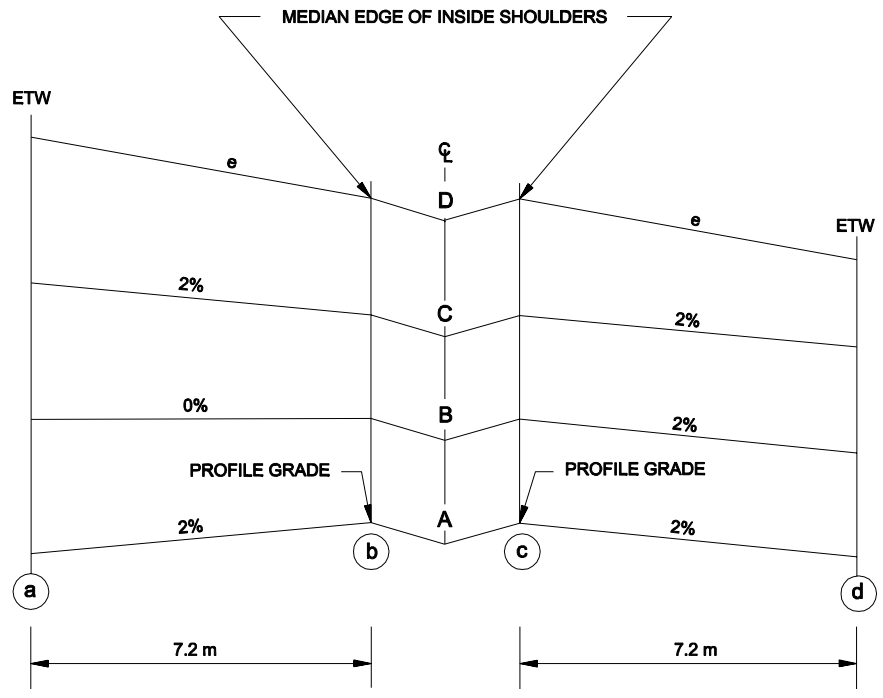 MEDIAN EDGE OF INSIDE SHOULDERS
ETW
℄
e
D
e
ETW
2%
C
2%
0%
B
2%
PROFILE GRADE
PROFILE GRADE
2%
A
2%
b
c
a
d
7.2 m
7.2 m